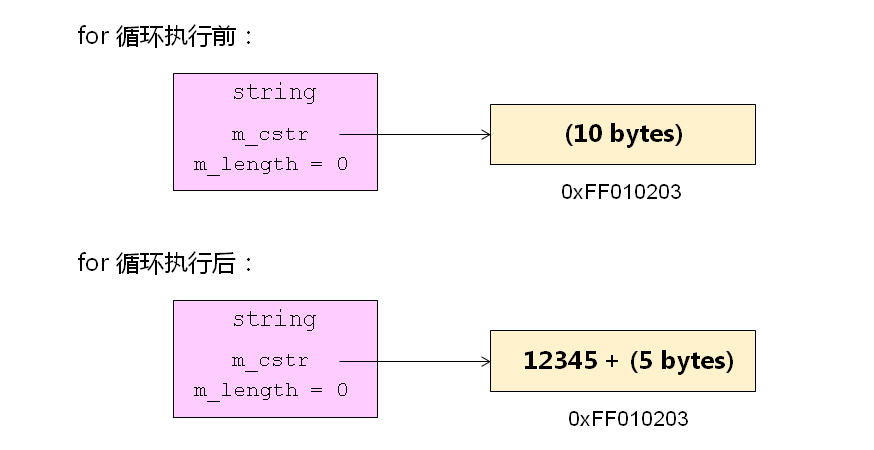 for 循环执行前：
string
m_cstr
m_length = 0
(10 bytes)
0xFF010203
for 循环执行后：
string
m_cstr
m_length = 0
12345 + (5 bytes)
0xFF010203